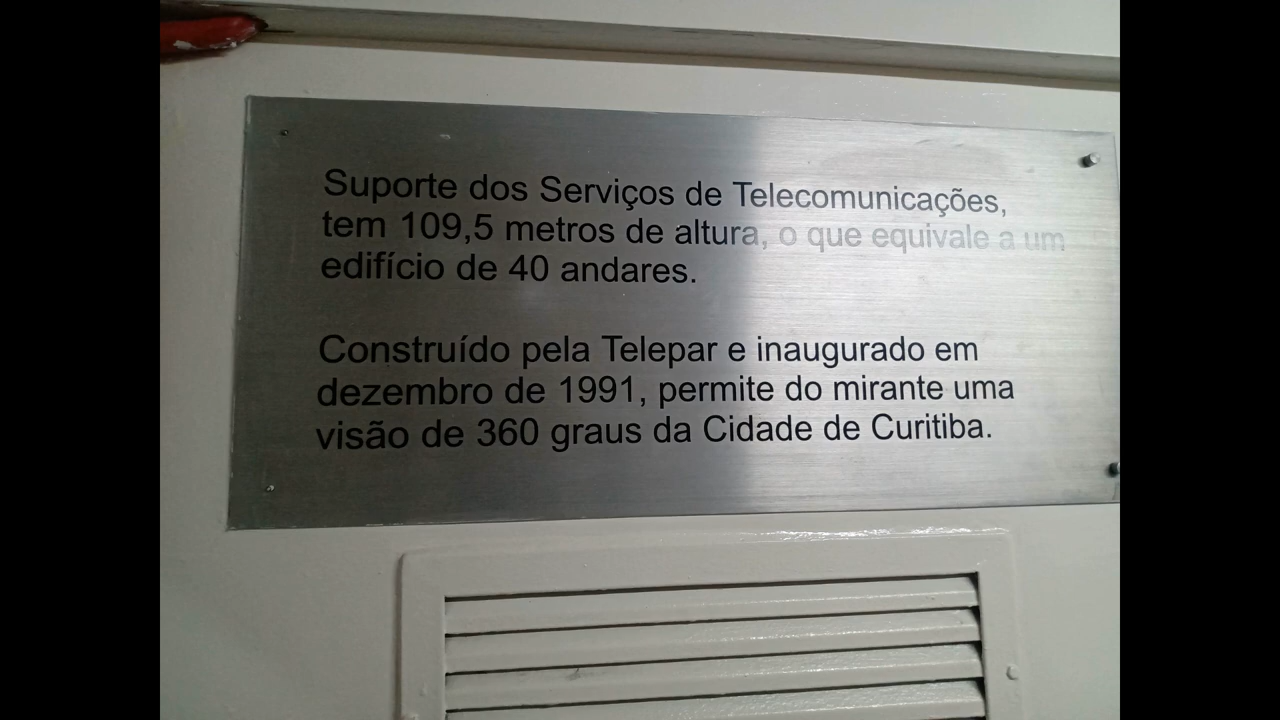 Suporte dos Serviços de Telecomunicações,
tem 109,5 metros de altura, o que equivale a um
edifício de 40 andares.
Construído pela Telepar e inaugurado em
dezembro de 1991, permite do mirante uma
visão de 360 graus da Cidade de Curitiba.